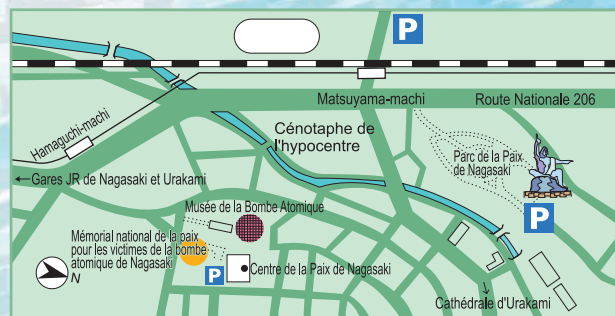 P
Matsuyama-machi
Route Nationale 206
Hamaguchi-machi
Cénotaphe de
l'hypocentre
Parc de la Paix
de Nagasaki
←Gares JR de Nagasaki et Urakami
Musée de la Bombe Atomique
P
Mémorial national de la paix
pour les victimes de la bombe
atomique de Nagasaki
P
Centre de la Paix de Nagasaki
N
Cathédrale d'Urakami